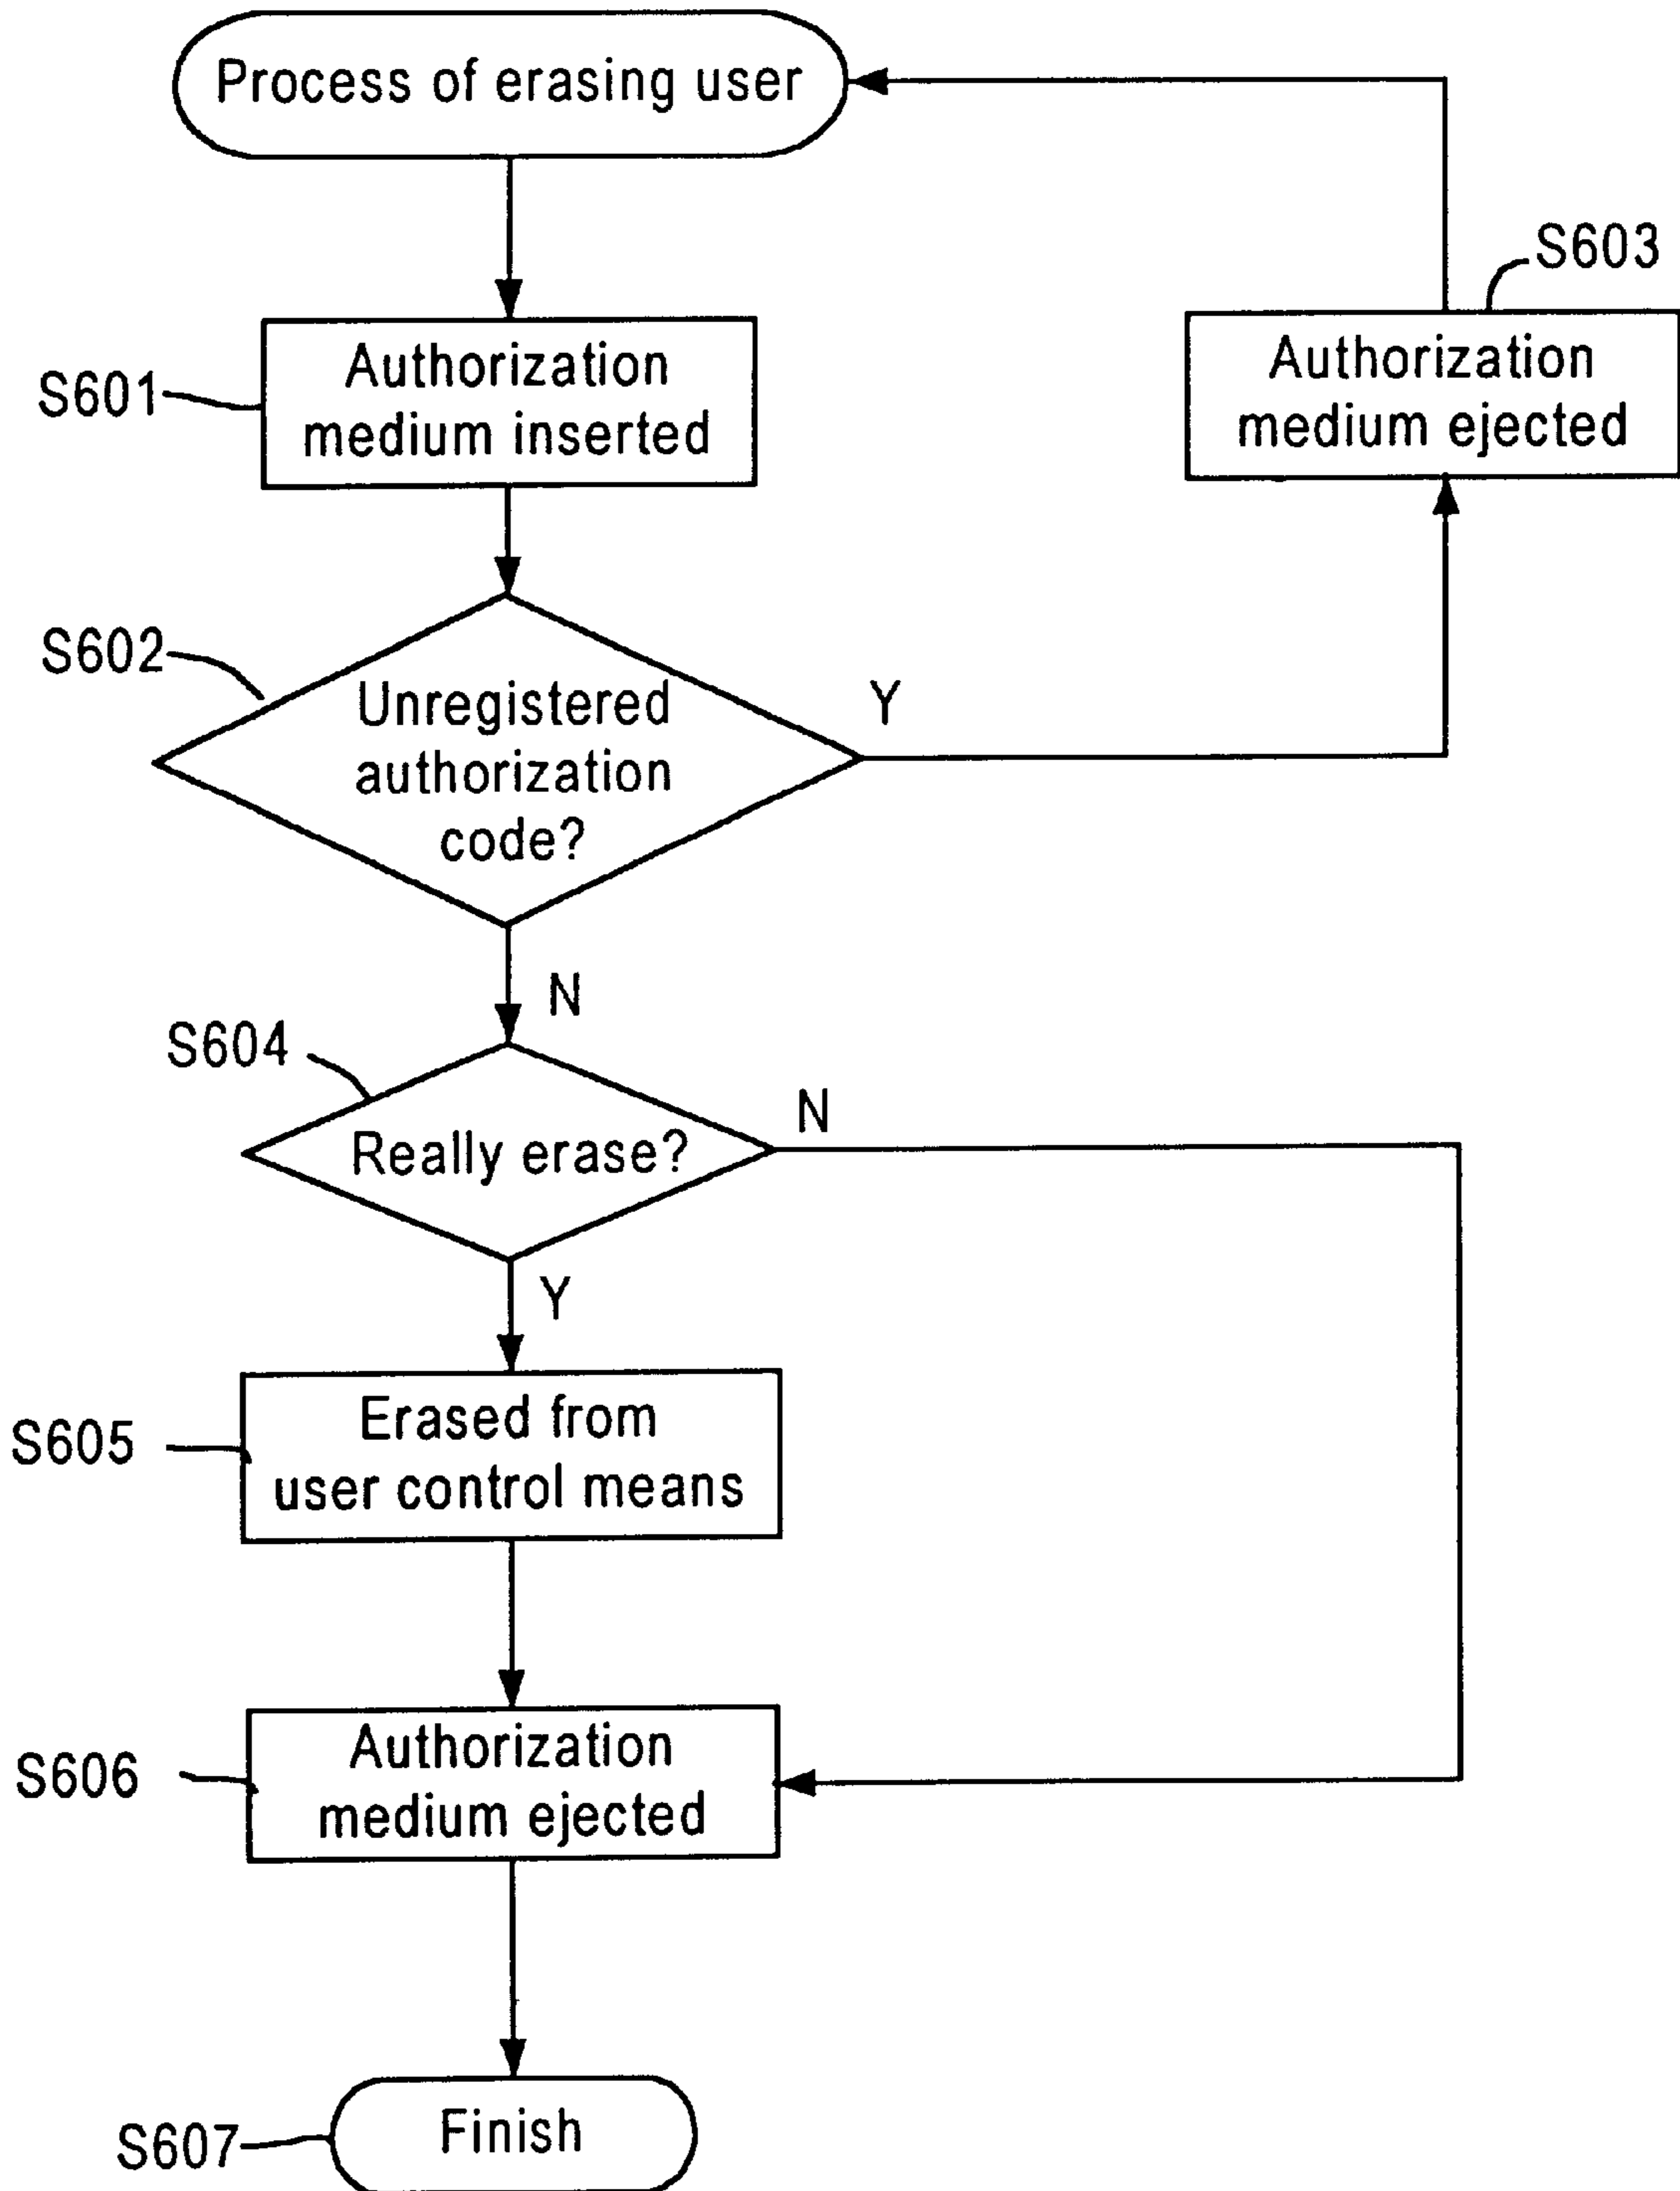 Process of erasing user
S603
S601
Authorization
medium inserted
Authorization
medium ejected
S602
Unregistered
authorization
code?
Y
N
S604
Really erase?
N
Y
S605
Erased from
user control means
S606
Authorization
medium ejected
S607
Finish